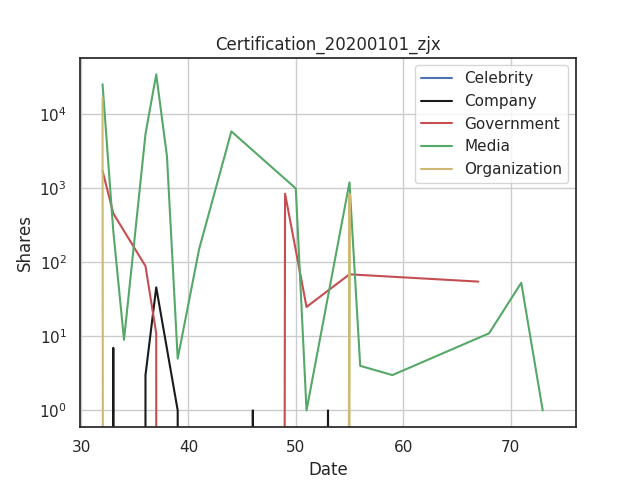 Certification_20200101_zjx
Shares
10⁴
10³
10²
10¹
10⁰
30 40 50 60 70
Date
Celebrity
Company
Government
Media
Organization